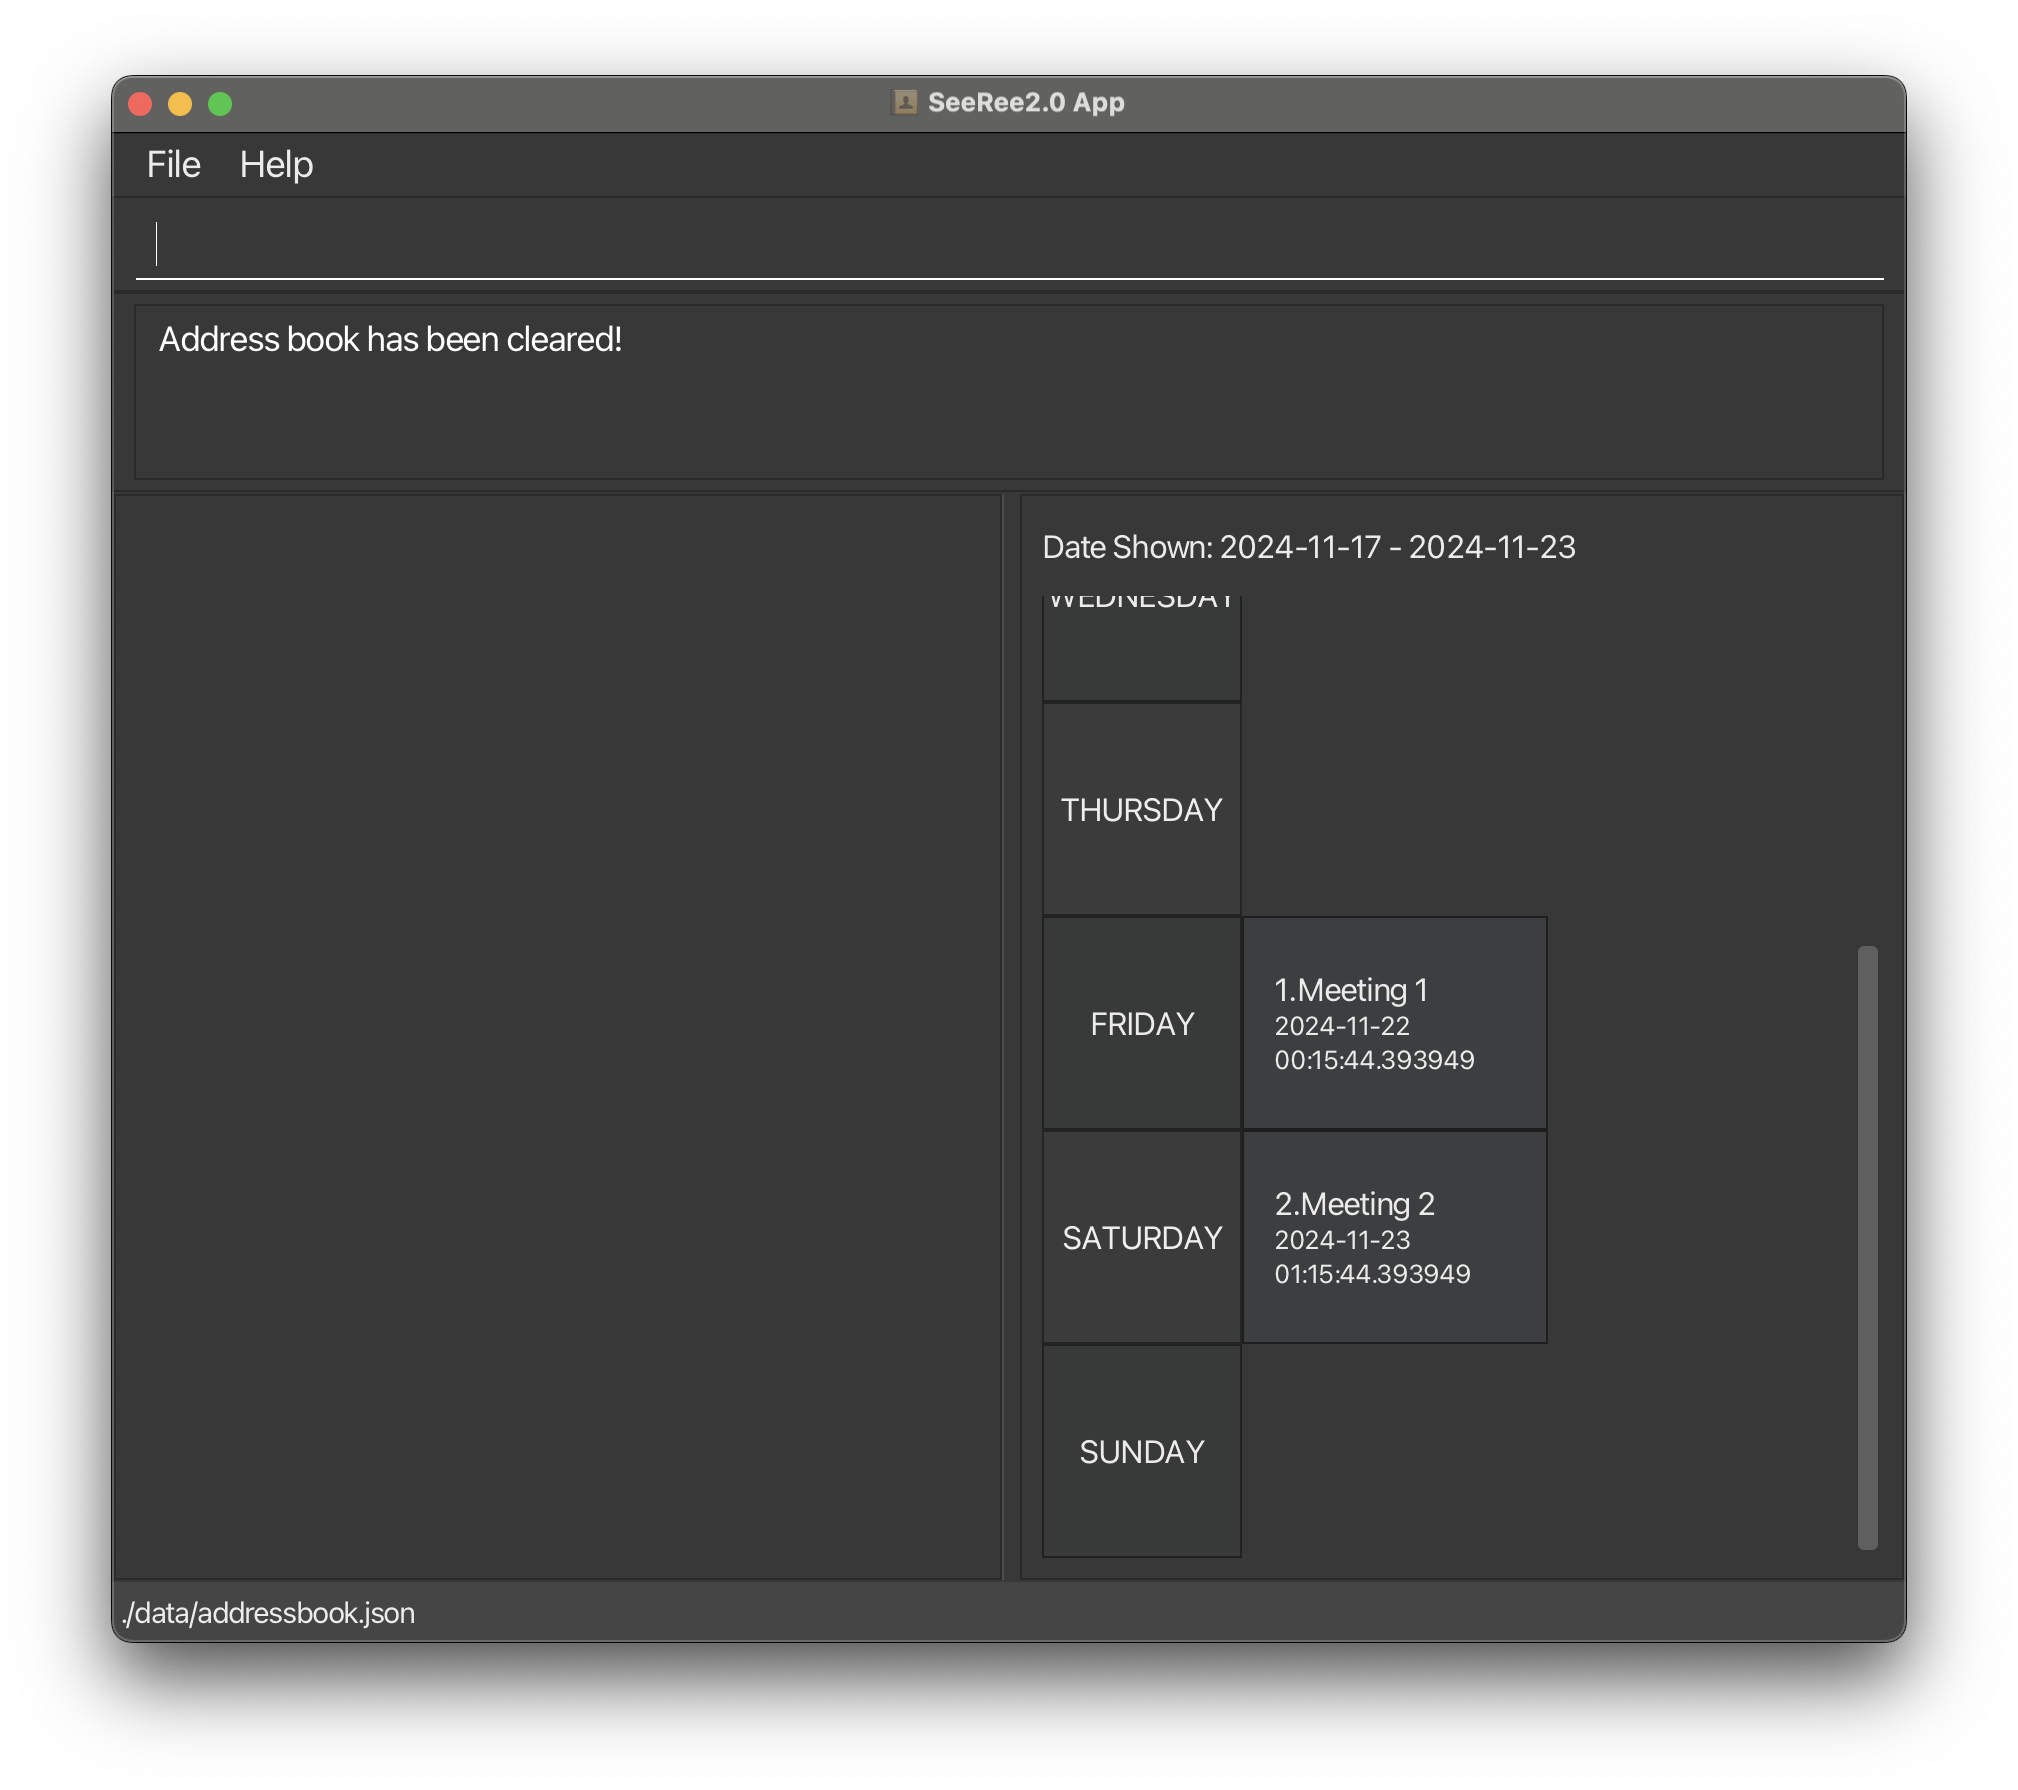 SeeRee2.0 App
File Help
Address book has been cleared!
Date Shown: 2024-11-17 - 2024-11-23
WEDNESDAY
THURSDAY
FRIDAY
1.Meeting 1
2024-11-22
00:15:44.393949
SATURDAY
2.Meeting 2
2024-11-23
01:15:44.393949
SUNDAY
./data/addressbook.json